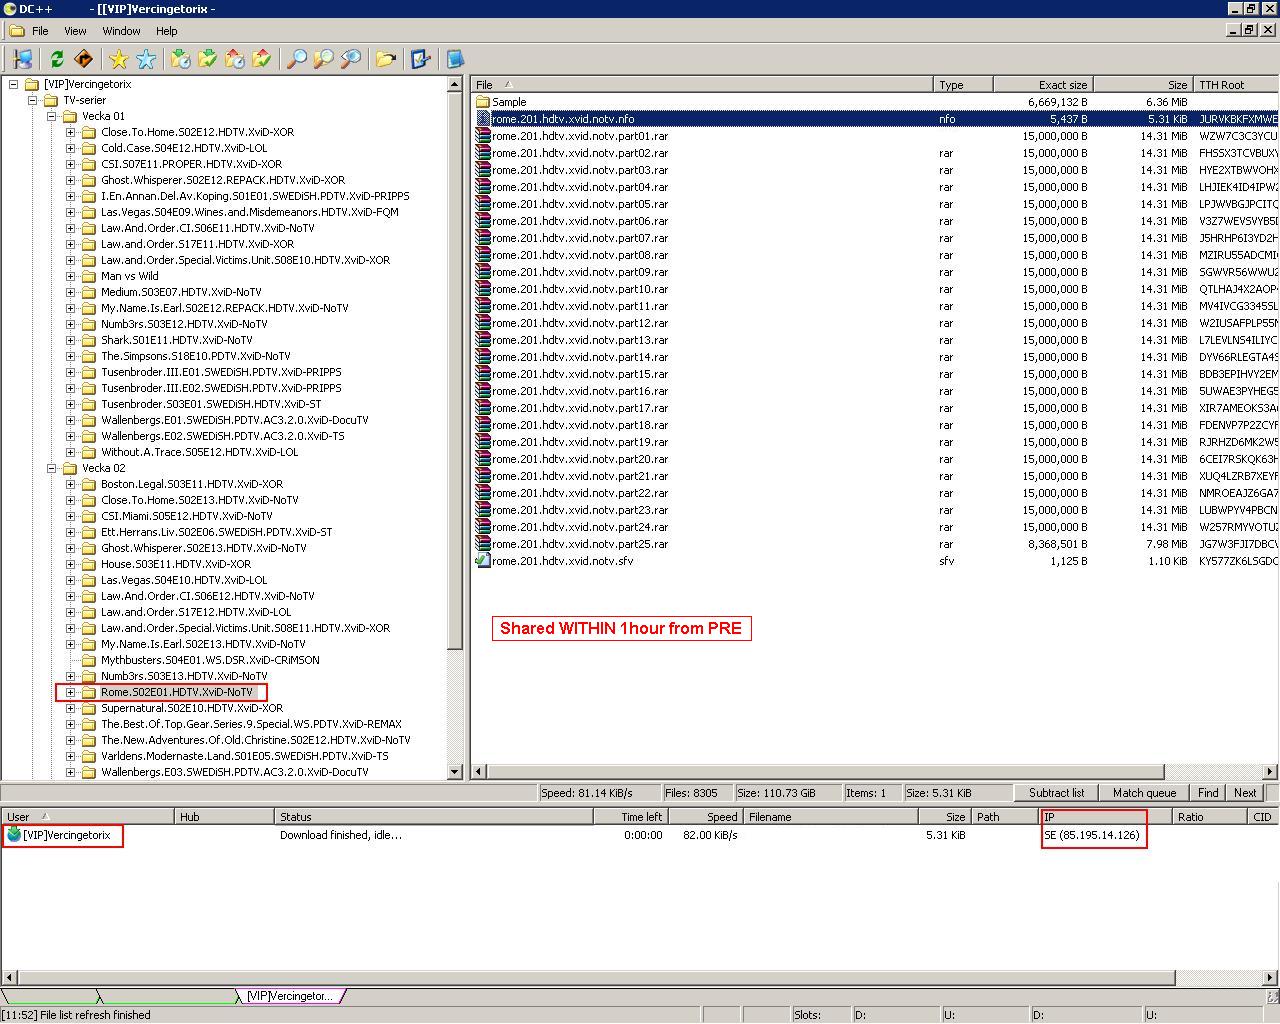 DC++ - [[VIP]Vercingetorix -
File View Window Help
[VIP]Vercingetorix
TV-serier
Vecka 01
Close.To.Home.S02E12.HDTV.XviD-XOR
Cold.Case.S04E12.HDTV.XviD-LOL
CSI.S07E11.PROPER.HDTV.XviD-XOR
Ghost.Whisperer.S02E12.REPACK.HDTV.XviD-XOR
I.En.Annan.Del.Av.Koping.S01E01.SWEDiSH.PDTV.XviD-PRIPPS
Las.Vegas.S04E09.Wines.and.Misdemeanors.HDTV.XviD-FQM
Law.And.Order.CI.S06E11.HDTV.XviD-NoTV
Law.and.Order.S17E11.HDTV.XviD-XOR
Law.and.Order.Special.Victims.Unit.S08E10.HDTV.XviD-XOR
Man vs Wild
Medium.S03E07.HDTV.XviD-NoTV
My.Name.Is.Earl.S02E12.REPACK.HDTV.XviD-NoTV
Numb3rs.S03E12.HDTV.XviD-NoTV
Shark.S01E11.HDTV.XviD-NoTV
The.Simpsons.S18E10.PDTV.XviD-NoTV
Tusenbroder.III.E01.SWEDiSH.PDTV.XviD-PRIPPS
Tusenbroder.III.E02.SWEDiSH.PDTV.XviD-PRIPPS
Tusenbroder.S03E01.SWEDiSH.HDTV.XviD-ST
Wallenbergs.E01.SWEDiSH.PDTV.AC3.2.0.XviD-DocuTV
Wallenbergs.E02.SWEDiSH.PDTV.AC3.2.0.XviD-TS
Without.A.Trace.S05E12.HDTV.XviD-LOL
Vecka 02
Boston.Legal.S03E11.HDTV.XviD-XOR
Close.To.Home.S02E13.HDTV.XviD-NoTV
CSI.Miami.S05E12.HDTV.XviD-NoTV
Ett.Herrans.Liv.S02E06.SWEDiSH.PDTV.XviD-ST
Ghost.Whisperer.S02E13.HDTV-NoTV
House.S03E11.HDTV.XviD-XOR
Las.Vegas.S04E10.HDTV.XviD-LOL
Law.And.Order.CI.S06E12.HDTV.XviD-NoTV
Law.and.Order.S17E12.HDTV.XviD-LOL
Law.and.Order.Special.Victims.Unit.S08E11.HDTV.XviD-XOR
My.Name.Is.Earl.S02E13.HDTV.XviD-NoTV
Mythbusters.S04E01.WS.DSR.XviD-CRiMSON
Numb3rs.S03E13.HDTV.XviD-NoTV
Rome.S02E01.HDTV.XviD-NoTV
Supernatural.S02E10.HDTV.XviD-XOR
The.Best.Of.Top.Gear.Series.9.Special.WS.PDTV.XviD-REMAX
The.New.Adventures.Of.Old.Christine.S02E12.HDTV.XviD-NoTV
Varldens.Modernaste.Land.S01E05.SWEDiSH.PDTV.XviD-TS
Wallenbergs.E03.SWEDiSH.PDTV.AC3.2.0.XviD-DocuTV
File Type Exact size Size TTH Root
Sample 6,669,132 B 6.36 MiB
rome.201.hdtv.xvid.notv.nfo nfo 5,437 B 5.31 KiB JURVKBKFXMWE
rome.201.hdtv.xvid.notv.part01.rar 15,000,000 B 14.31 MiB WZW7C3C3YCU
rome.201.hdtv.xvid.notv.part02.rar rar 15,000,000 B 14.31 MiB FHSSX3TCVBUX
rome.201.hdtv.xvid.notv.part03.rar rar 15,000,000 B 14.31 MiB HYE2XTBWVOH
rome.201.hdtv.xvid.notv.part04.rar rar 15,000,000 B 14.31 MiB LHJIEK4ID4IPW
rome.201.hdtv.xvid.notv.part05.rar rar 15,000,000 B 14.31 MiB LPJWVBGJPCITQ
rome.201.hdtv.xvid.notv.part06.rar rar 15,000,000 B 14.31 MiB V3Z7WEVSVYB5
rome.201.hdtv.xvid.notv.part07.rar rar 15,000,000 B 14.31 MiB J5HRHP6I3YD2H
rome.201.hdtv.xvid.notv.part08.rar rar 15,000,000 B 14.31 MiB MZIRU55ADCMI
rome.201.hdtv.xvid.notv.part09.rar rar 15,000,000 B 14.31 MiB SGWVR56WWU2
rome.201.hdtv.xvid.notv.part10.rar rar 15,000,000 B 14.31 MiB QTLHAJ4X2AOP
rome.201.hdtv.xvid.notv.part11.rar rar 15,000,000 B 14.31 MiB MV4IVCG3345SL
rome.201.hdtv.xvid.notv.part12.rar rar 15,000,000 B 14.31 MiB W2IUSAFPLP55
rome.201.hdtv.xvid.notv.part13.rar rar 15,000,000 B 14.31 MiB L7LEVLNS4ILIYC
rome.201.hdtv.xvid.notv.part14.rar rar 15,000,000 B 14.31 MiB DYV66RLEGTA4S
rome.201.hdtv.xvid.notv.part15.rar rar 15,000,000 B 14.31 MiB BDB3EPIHVY2EM
rome.201.hdtv.xvid.notv.part16.rar rar 15,000,000 B 14.31 MiB 5UWAE3PYHEG5
rome.201.hdtv.xvid.notv.part17.rar rar 15,000,000 B 14.31 MiB XIR7AMEOKS3A
rome.201.hdtv.xvid.notv.part18.rar rar 15,000,000 B 14.31 MiB FDENVP7P2ZCYF
rome.201.hdtv.xvid.notv.part19.rar rar 15,000,000 B 14.31 MiB RJRHZD6MK2W5
rome.201.hdtv.xvid.notv.part20.rar rar 15,000,000 B 14.31 MiB 6CEI7RSKQK63H
rome.201.hdtv.xvid.notv.part21.rar rar 15,000,000 B 14.31 MiB XUQ4LZRB7XEYF
rome.201.hdtv.xvid.notv.part22.rar rar 15,000,000 B 14.31 MiB NMROEAJZ6GA7
rome.201.hdtv.xvid.notv.part23.rar rar 15,000,000 B 14.31 MiB LUBWPYV4PBCN
rome.201.hdtv.xvid.notv.part24.rar rar 15,000,000 B 14.31 MiB W257RMYVOTU
rome.201.hdtv.xvid.notv.part25.rar rar 8,368,501 B 7.98 MiB JG7W3FJI7DBC
rome.201.hdtv.xvid.notv.sfv sfv 1,125 B 1.10 KiB KY577ZK6LSGDC
Shared WITHIN 1hour from PRE
Speed: 81.14 KiB/s Files: 8305 Size: 110.73 GiB Items: 1 Size: 5.31 KiB Subtract list Match queue Find Next
User Hub Status Time left Speed Filename Size Path IP Ratio CID
[VIP]Vercingetorix Download finished, idle... 0:00:00 82.00 KiB/s 5.31 KiB SE (85.195.14.126)
[VIP]Vercingetor...
[11:52] File list refresh finished Slots: D: U: D: U: